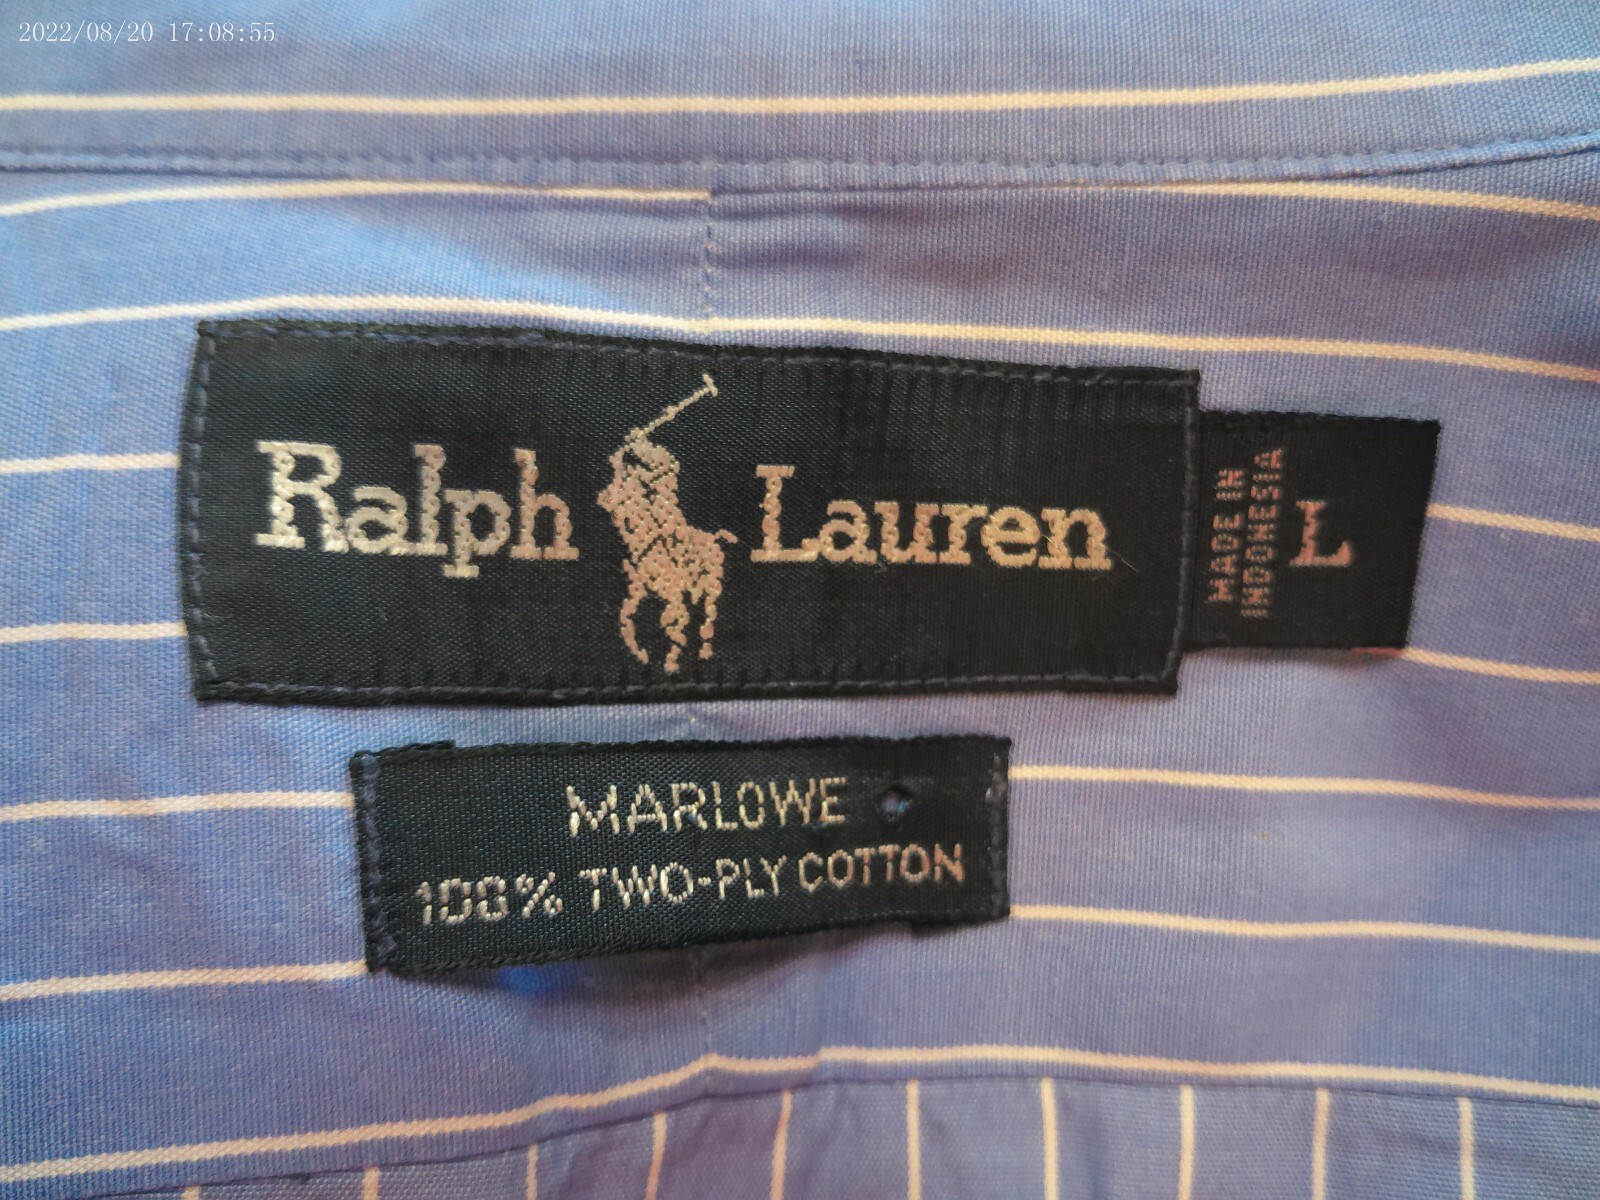 2022/08/20 17:08:55
Ralph Lauren
MADE IN
INDONESIA
L
MARLOWE
100% TWO-PLY COTTON